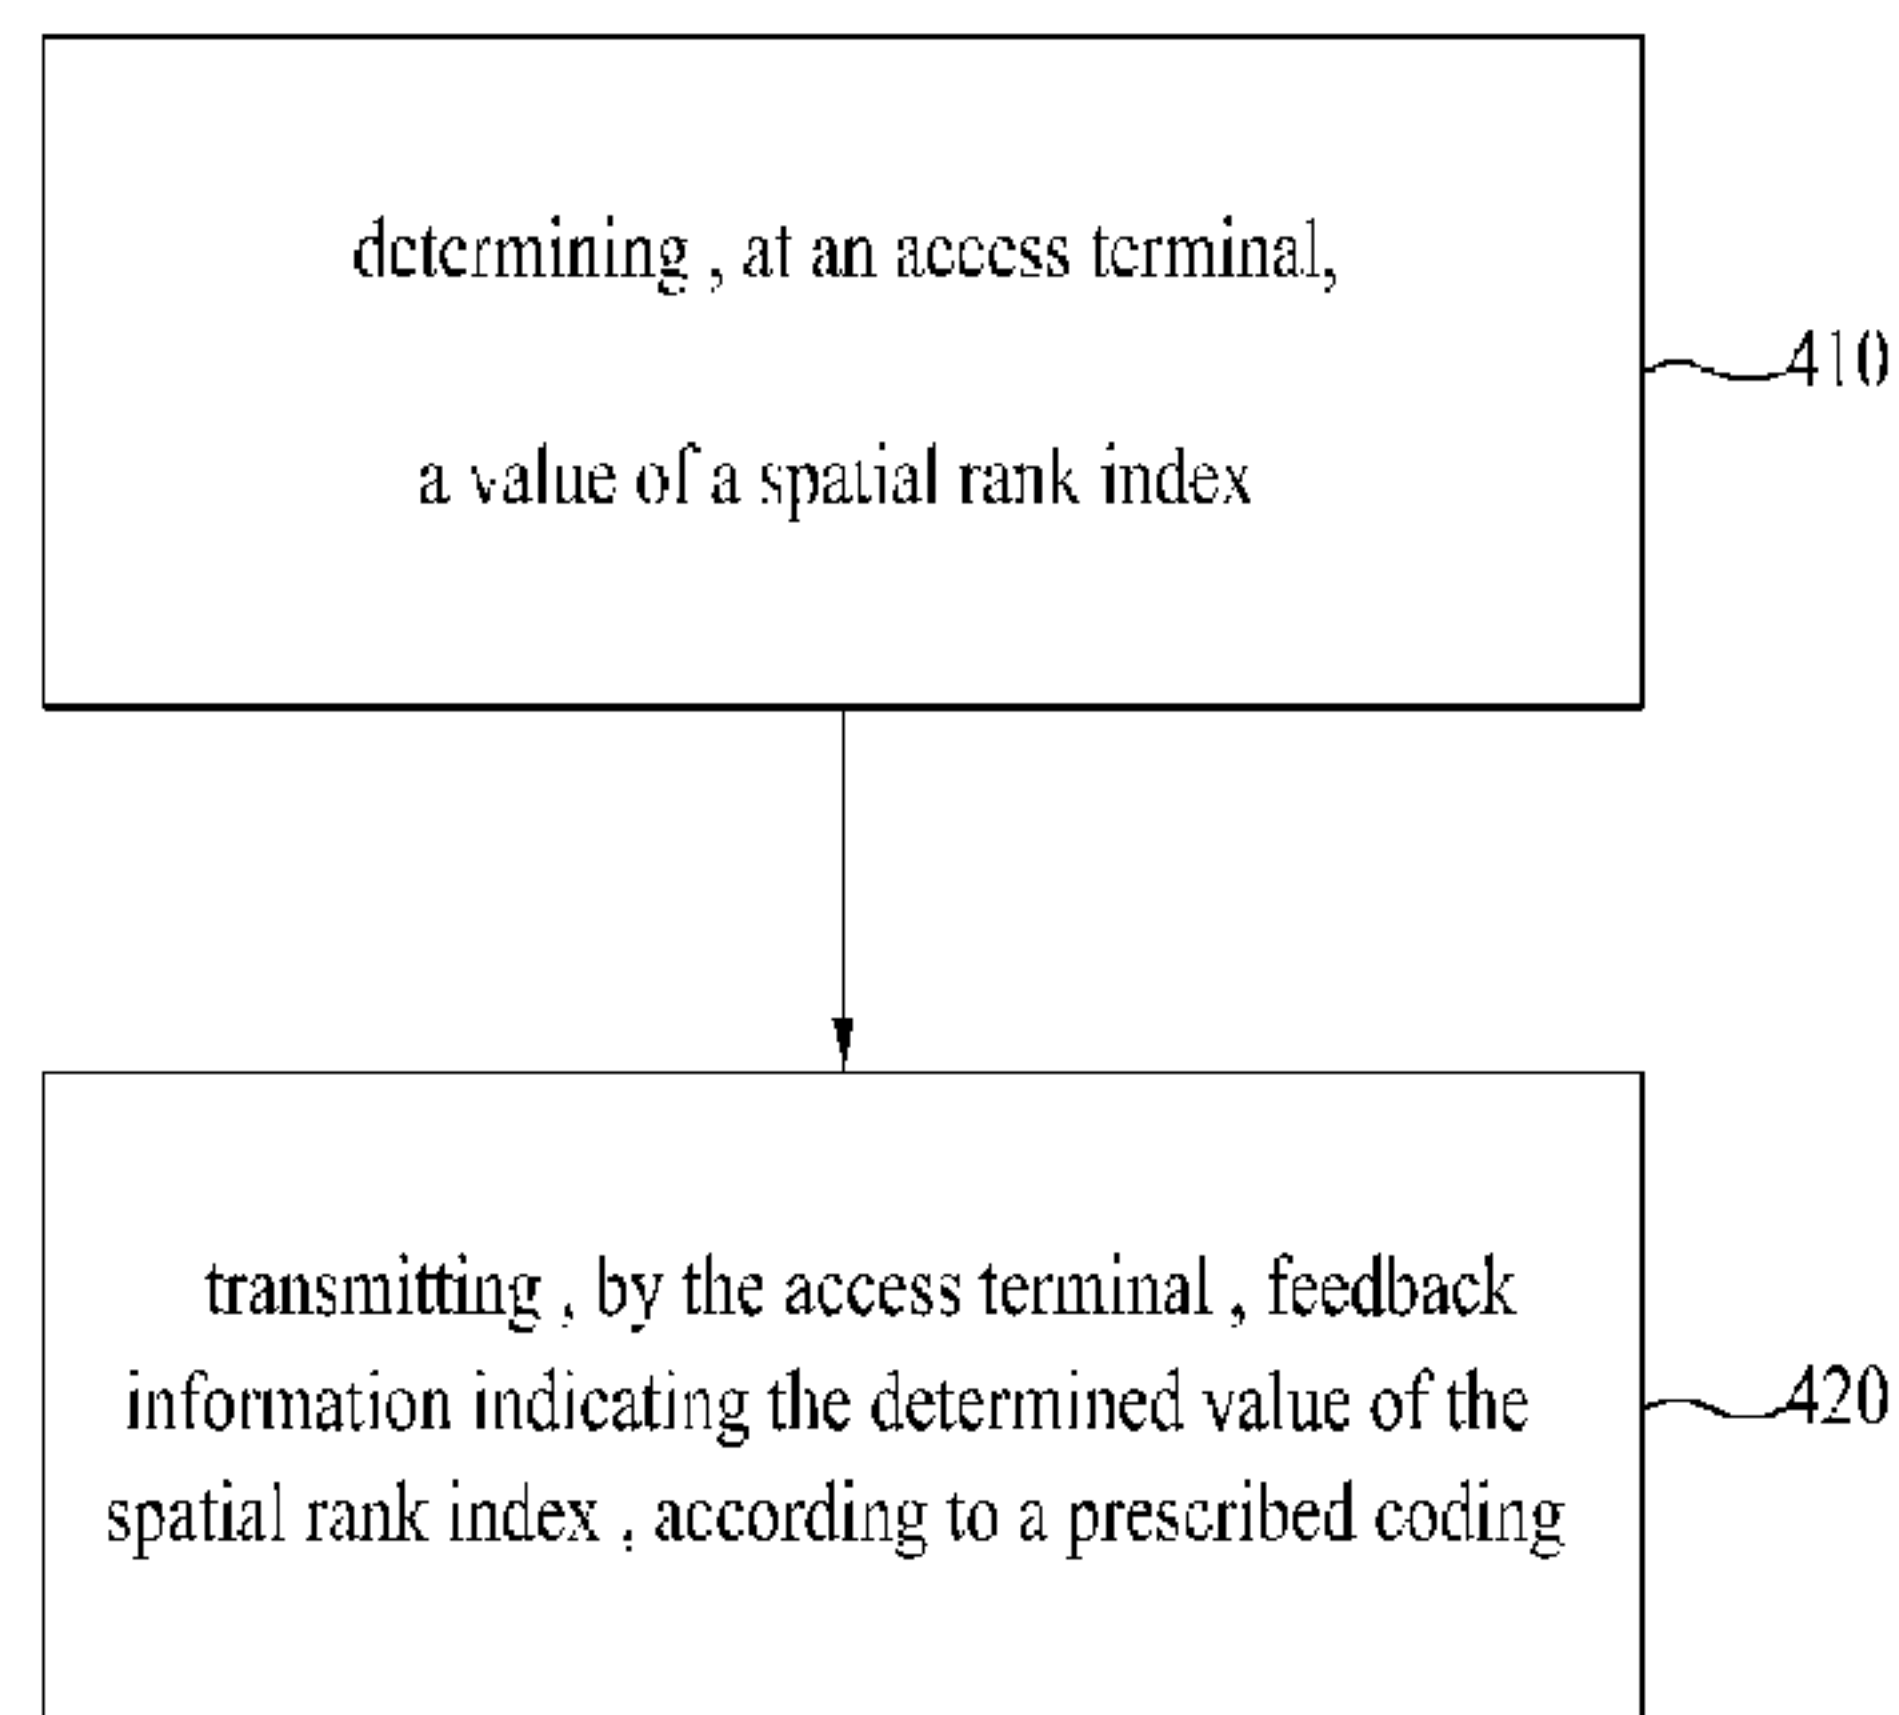 determining , at an access terminal,
410
a value of a spatial rank index
transmitting , by the access terminal , feedback
information indicating the determined value of the
420
spatial rank index , according to a prescribed coding